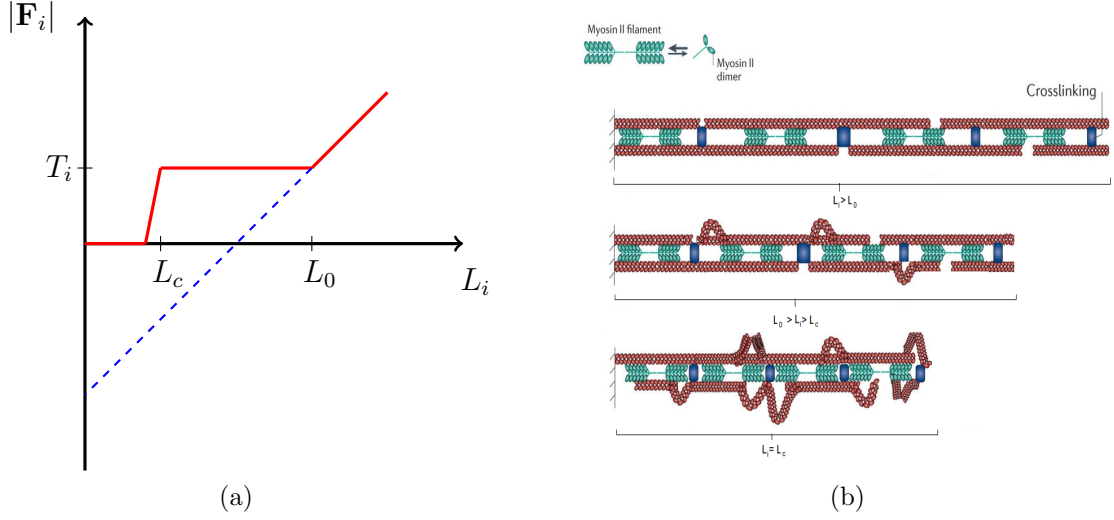 |F_i|
T_i
L_c
L_0
L_i
(a)
Myosin II filament
Myosin II
dimer
Crosslinking
L_i > L_0
L_0 > L_i > L_c
L_i = L_c
(b)